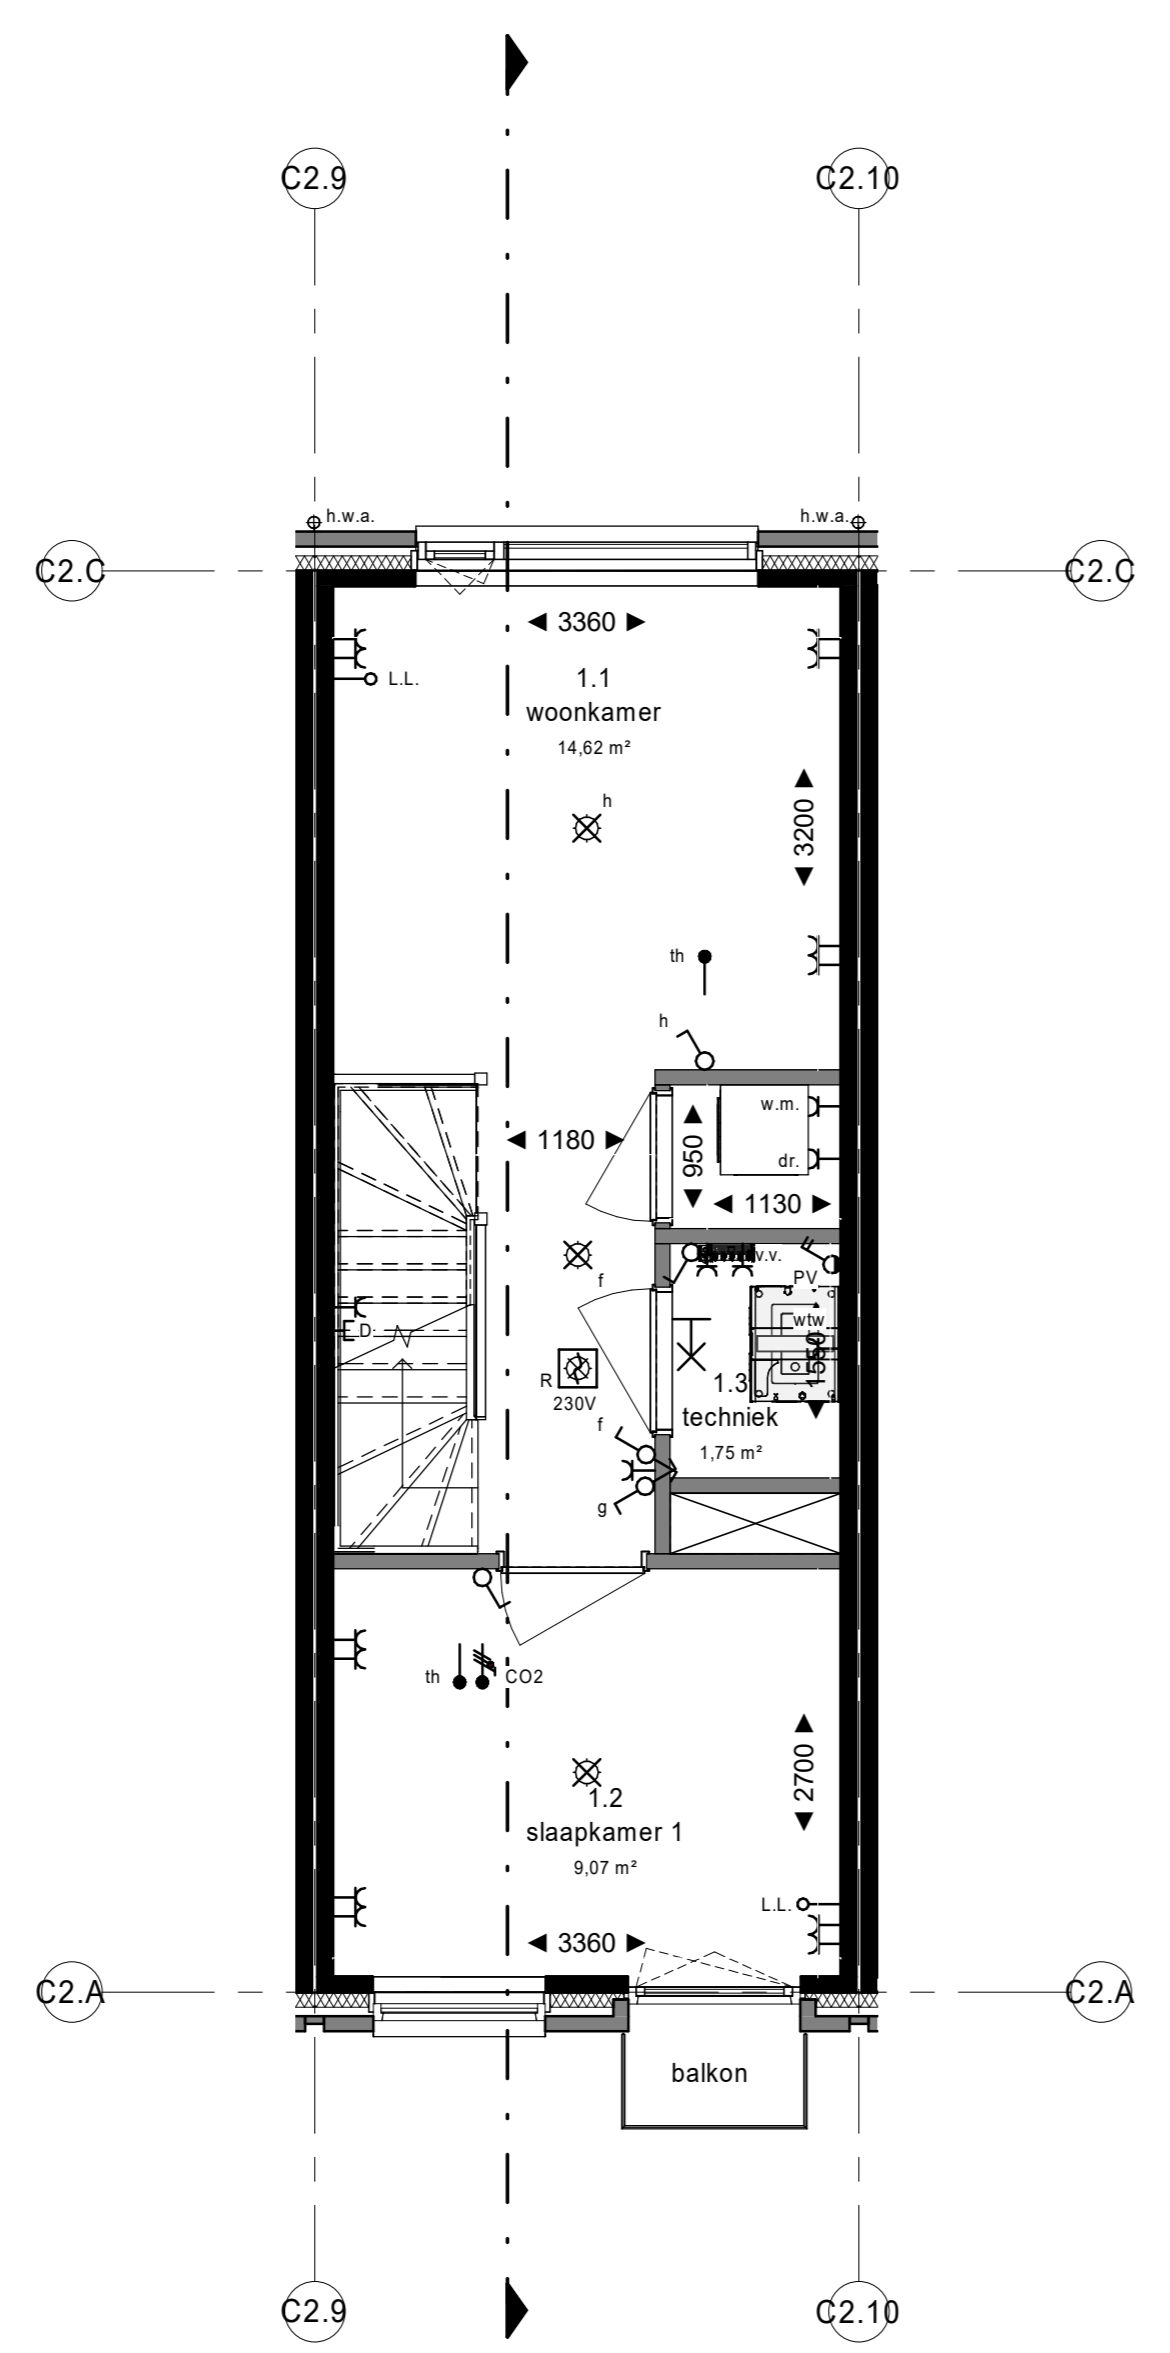 C2.9
C2.10
h.w.a.
h.w.a.
C2.C
C2.C
3360
L.L.
1.1
woonkamer
14,62 m²
h
3200
th
h
w.m.
1180
950
dr.
1130
v.v.
f
PV
wtw
D
1550
R
230V
1.3
techniek
f
1,75 m²
g
th
CO2
2700
1.2
slaapkamer 1
9,07 m²
L.L.
3360
C2.A
C2.A
balkon
C2.9
C2.10